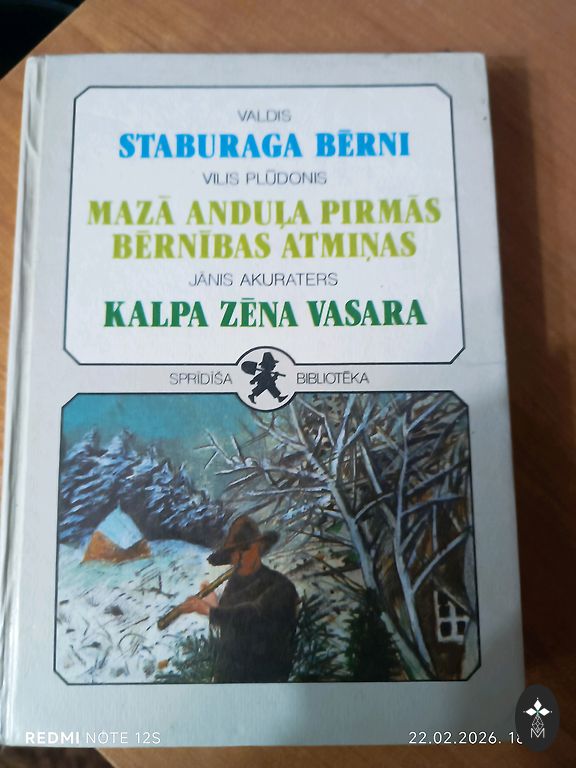 VALDIS
STABURAGA BĒRNI
VILIS PLŪDONIS
MAZĀ ANDUĻA PIRMĀS
BĒRNĪBAS ATMIŅAS
JĀNIS AKURATERS
KALPA ZĒNA VASARA
SPRĪDĪŠA BIBLIOTĒKA
REDMI NOTE 12S
22.02.2026. 18
M